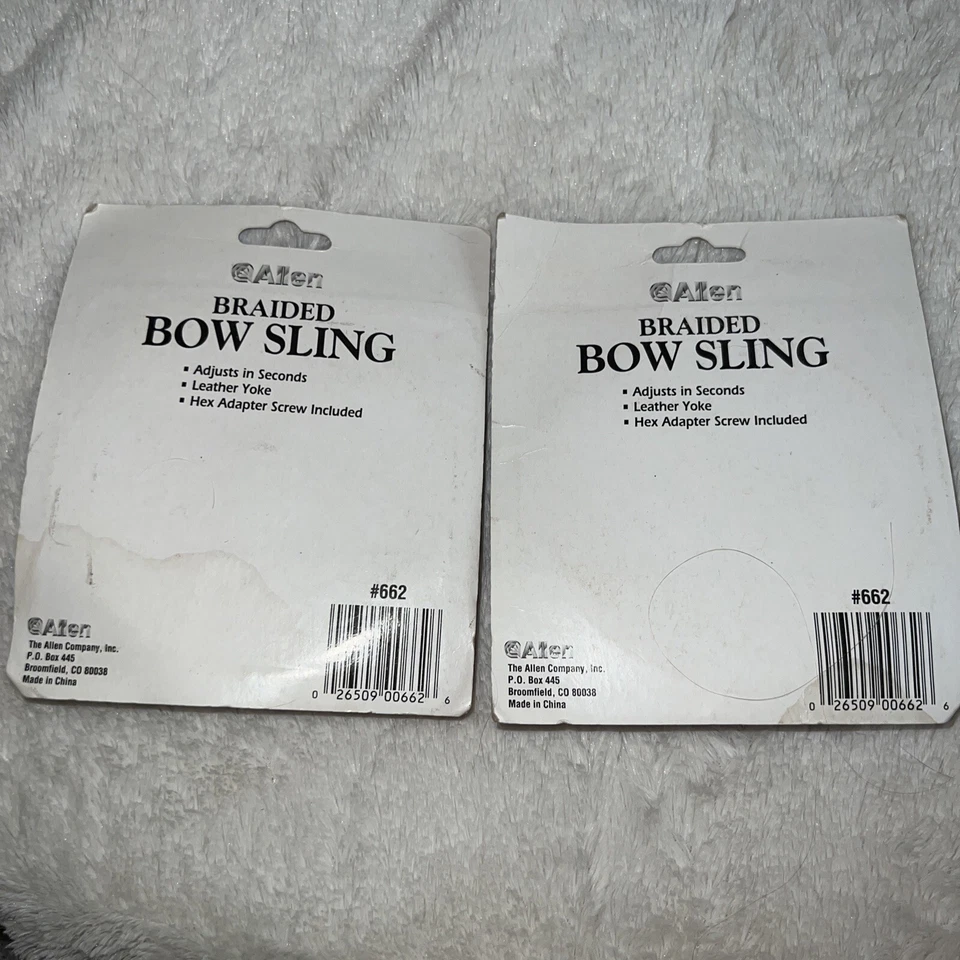 Allen
BRAIDED
BOW SLING
▪ Adjusts in Seconds
▪ Leather Yoke
▪ Hex Adapter Screw Included
#662
Allen
The Allen Company, Inc.
P.O. Box 445
Broomfield, CO 80038
Made in China
0 26509 00662 6
Allen
BRAIDED
BOW SLING
▪ Adjusts in Seconds
▪ Leather Yoke
▪ Hex Adapter Screw Included
#662
Allen
The Allen Company, Inc.
P.O. Box 445
Broomfield, CO 80038
Made in China
0 26509 00662 6